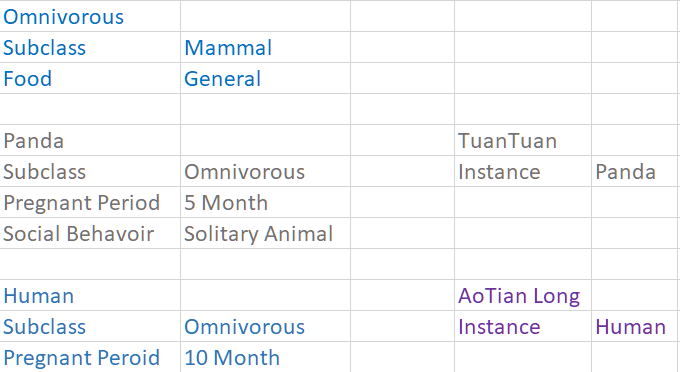 Omnivorous
Subclass Mammal
Food General
Panda TuanTuan
Subclass Omnivorous Instance Panda
Pregnant Period 5 Month
Social Behavoir Solitary Animal
Human AoTian Long
Subclass Omnivorous Instance Human
Pregnant Peroid 10 Month